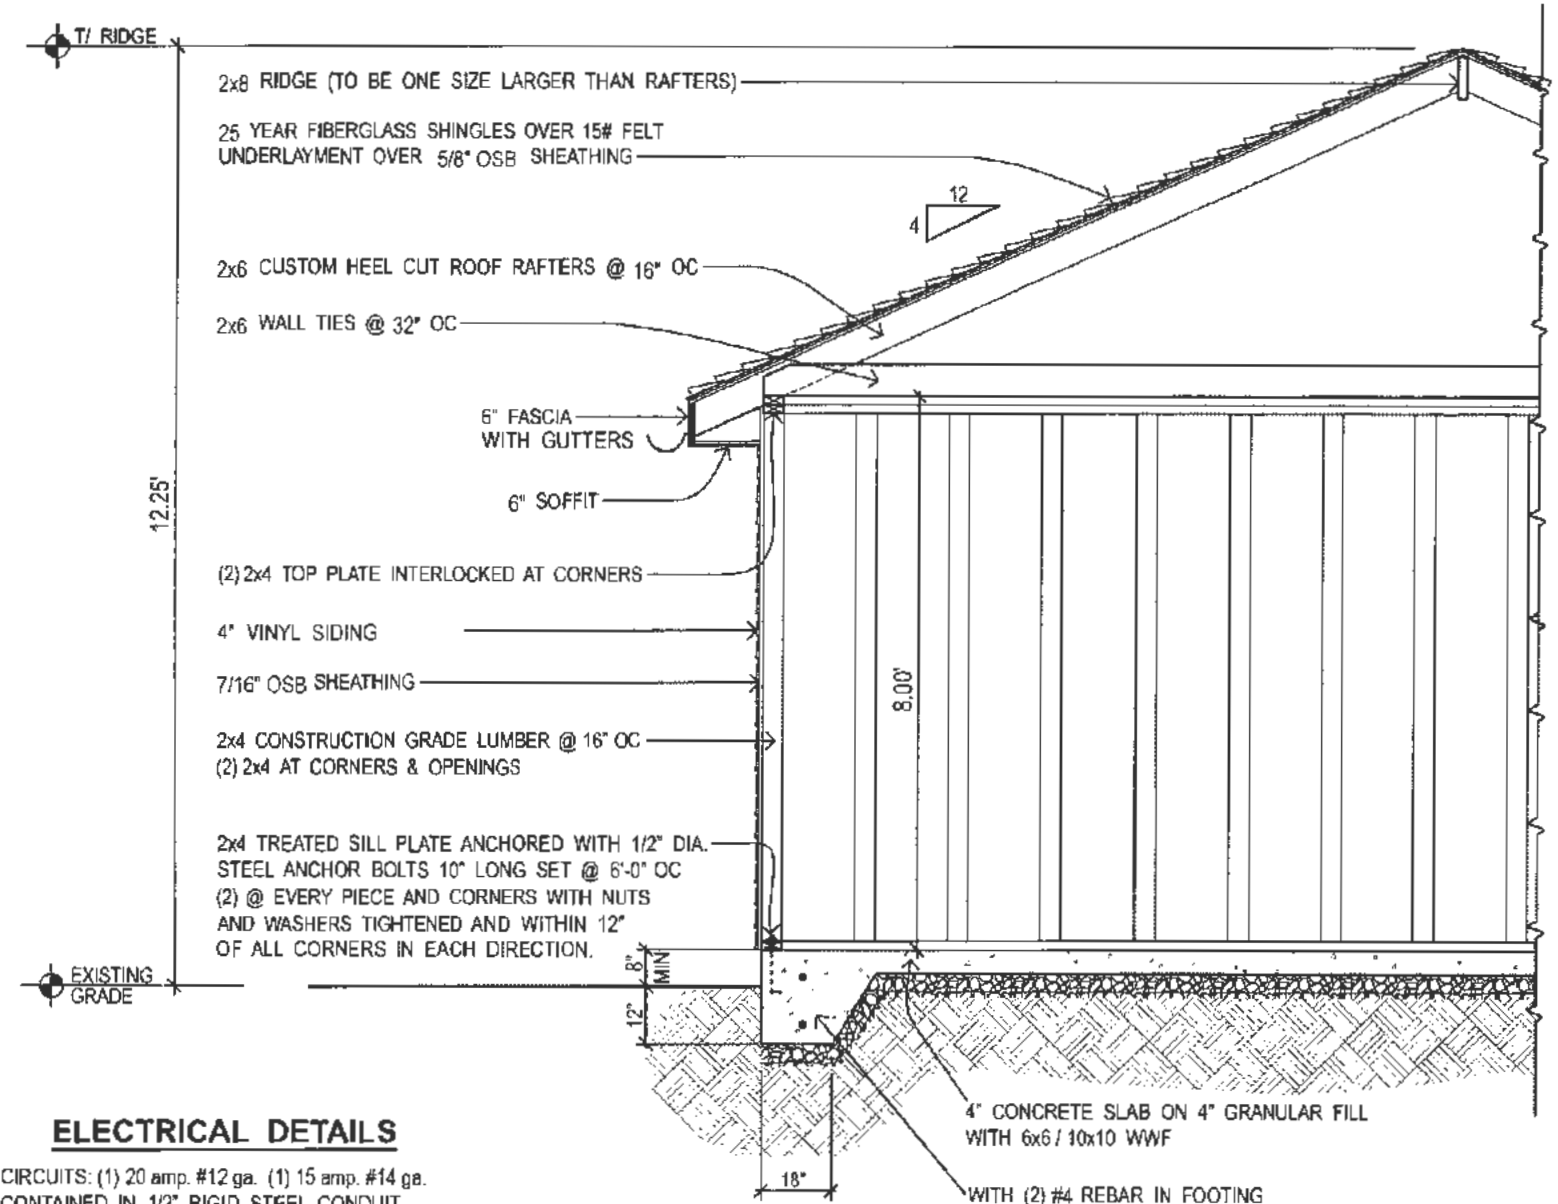 T/ RIDGE
2x8 RIDGE (TO BE ONE SIZE LARGER THAN RAFTERS)
25 YEAR FIBERGLASS SHINGLES OVER 15# FELT
UNDERLAYMENT OVER 5/8" OSB SHEATHING
12
4
2x6 CUSTOM HEEL CUT ROOF RAFTERS @ 16" OC
2x6 WALL TIES @ 32" OC
6" FASCIA
WITH GUTTERS
6" SOFFIT
12.25'
(2) 2x4 TOP PLATE INTERLOCKED AT CORNERS
4" VINYL SIDING
7/16" OSB SHEATHING
8.00'
2x4 CONSTRUCTION GRADE LUMBER @ 16" OC
(2) 2x4 AT CORNERS & OPENINGS
2x4 TREATED SILL PLATE ANCHORED WITH 1/2" DIA.
STEEL ANCHOR BOLTS 10" LONG SET @ 6'-0" OC
(2) @ EVERY PIECE AND CORNERS WITH NUTS
AND WASHERS TIGHTENED AND WITHIN 12"
OF ALL CORNERS IN EACH DIRECTION.
8"
MIN
EXISTING
GRADE
12"
4" CONCRETE SLAB ON 4" GRANULAR FILL
WITH 6x6 / 10x10 WWF
18"
WITH (2) #4 REBAR IN FOOTING
ELECTRICAL DETAILS
CIRCUITS: (1) 20 amp. #12 ga. (1) 15 amp. #14 ga.
CONTAINED IN 1/2" RIGID STEEL CONDUIT